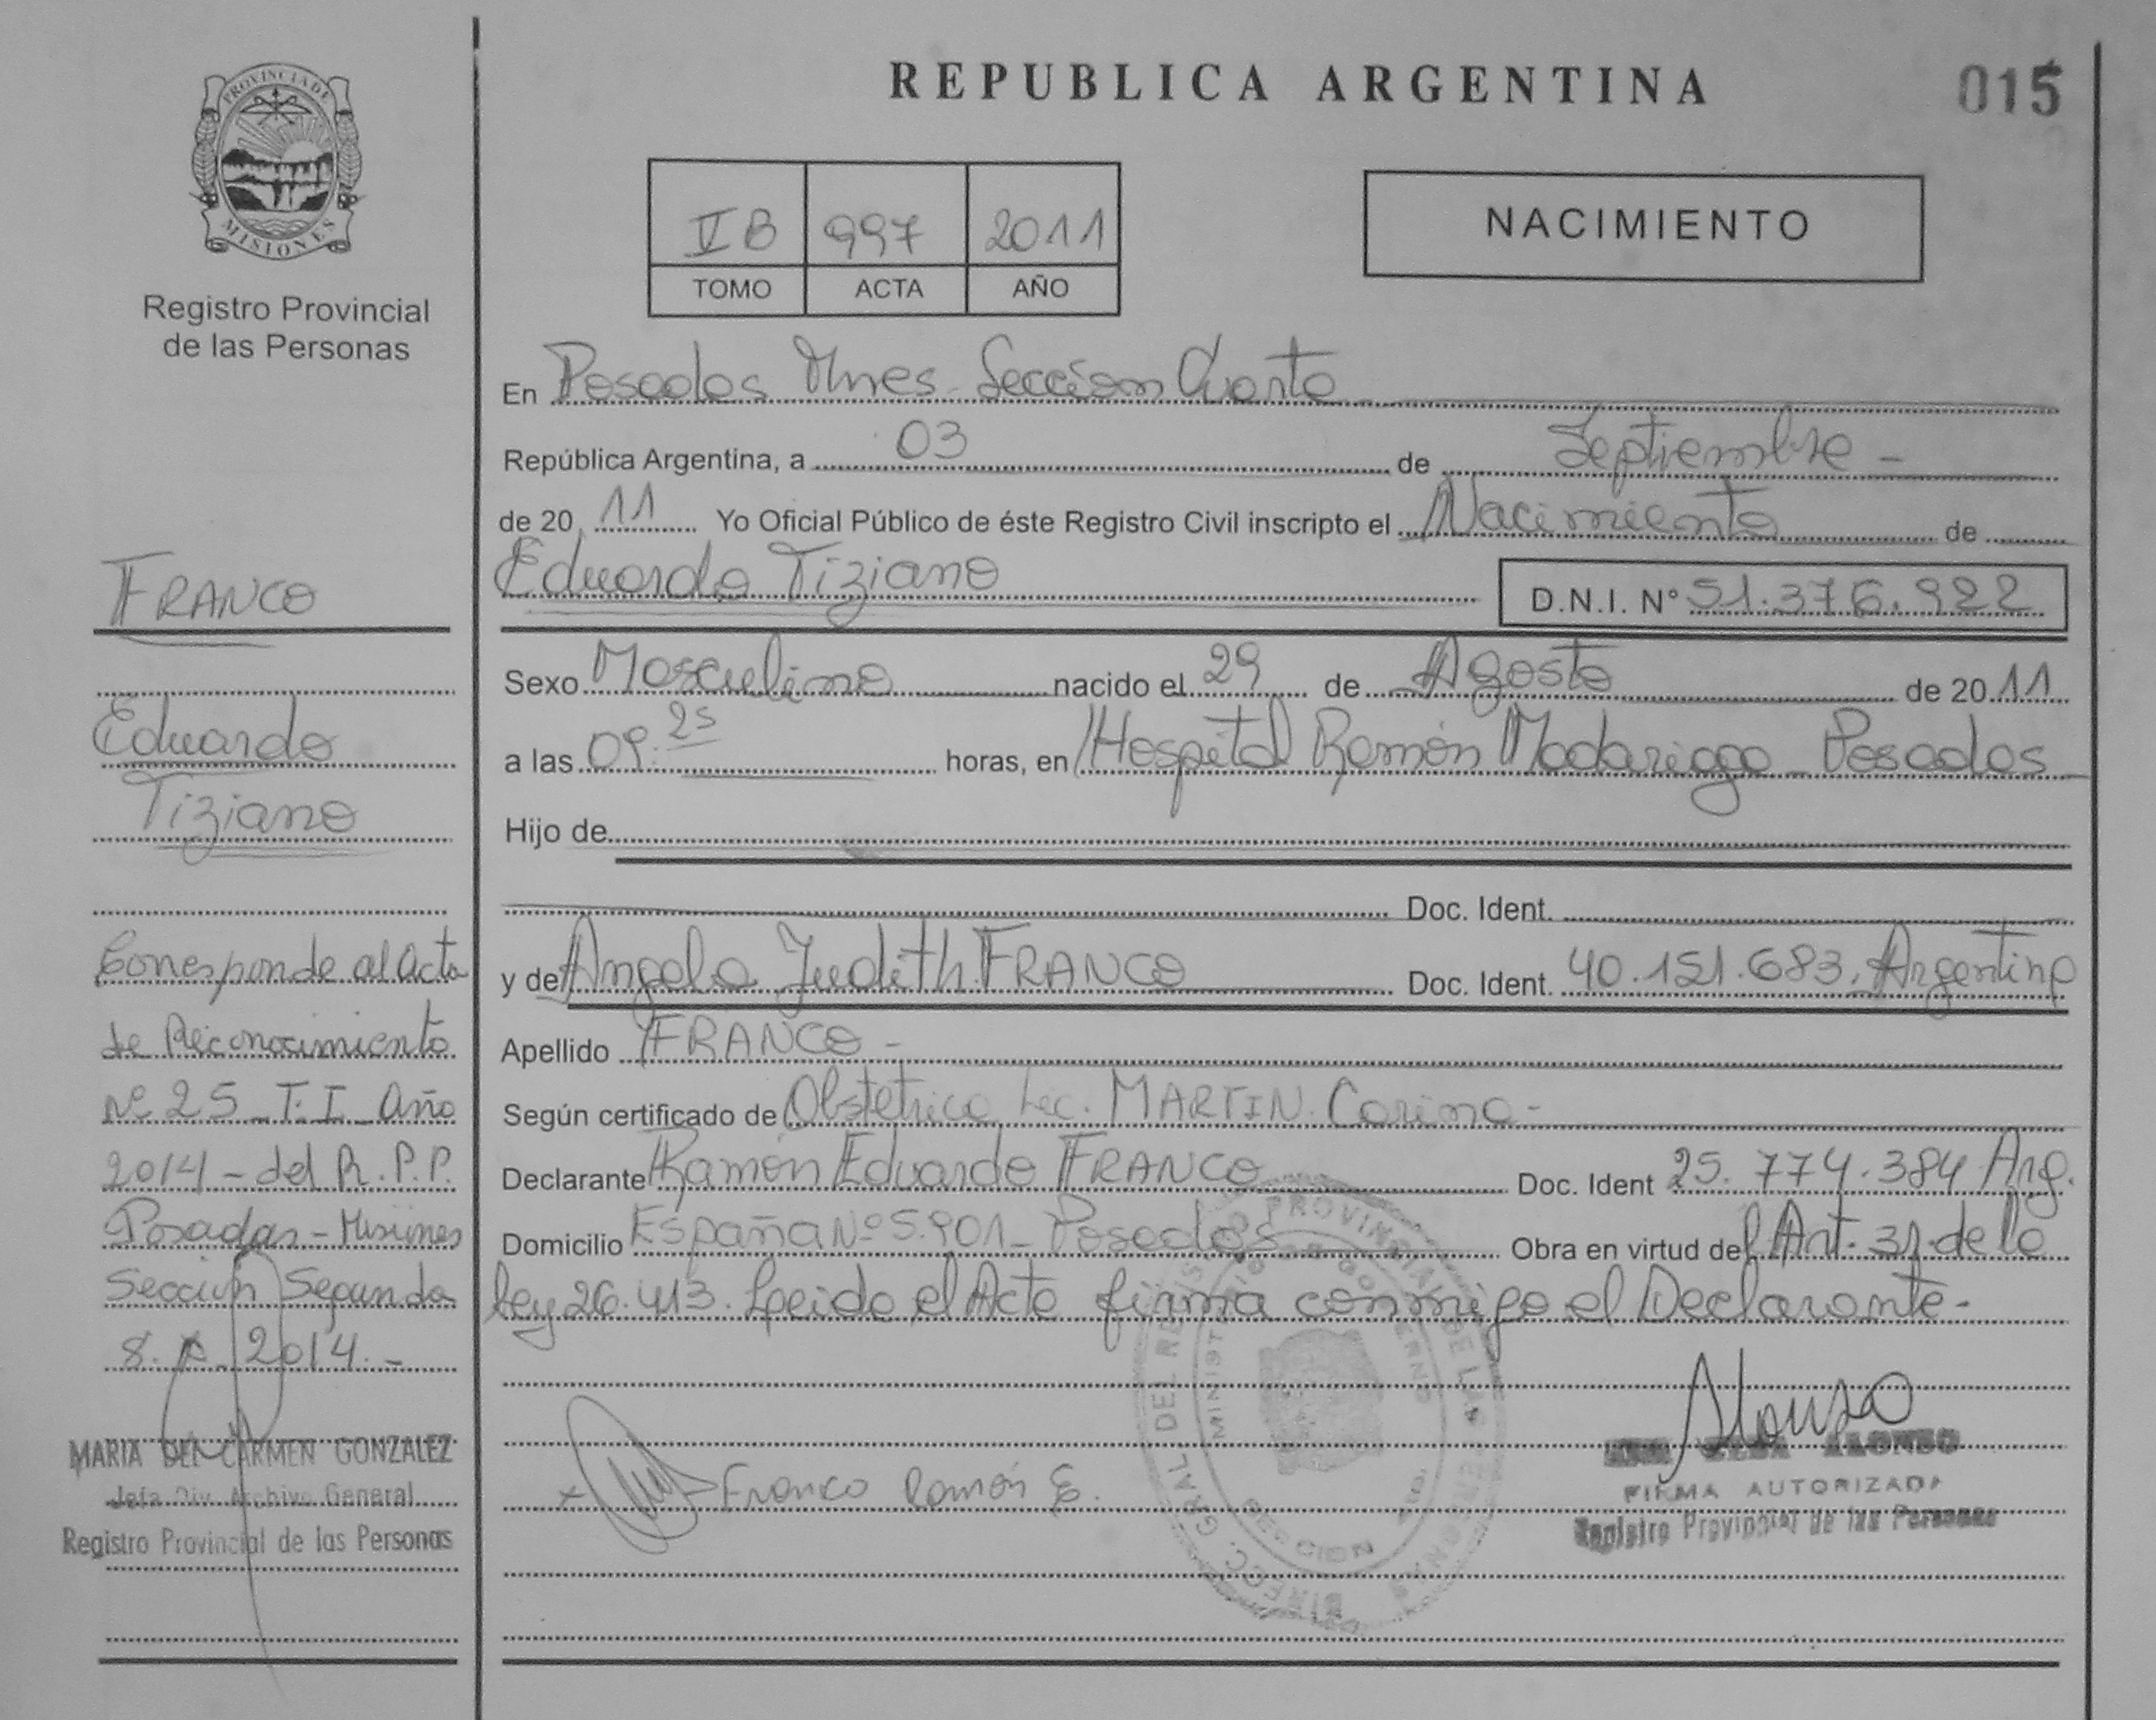 PROVINCIA DE
MISIONES
Registro Provincial
de las Personas
REPUBLICA ARGENTINA
015
VB 997 2011
TOMO ACTA AÑO
NACIMIENTO
En Posadas Mnes. Sección Cuarta
República Argentina, a 03 de Septiembre -
de 20 11 Yo Oficial Público de éste Registro Civil inscripto el Nacimiento de
Eduardo Tiziano
D.N.I. N° 51.376.922
Sexo Masculino nacido el 29 de Agosto de 20 11
a las 09.25 horas, en Hospital Ramón Madariaga - Posadas
Hijo de
Doc. Ident.
y de Angela Judith FRANCO Doc. Ident. 40.151.683. Argentina
Apellido FRANCO -
Según certificado de Obstetrica Lec. MARTIN. Corina -
Declarante Ramón Eduardo FRANCO Doc. Ident 25.774.384 Arg.
Domicilio España Nº 5.901 - Posadas Obra en virtud del Art. 31 de la
Ley 26.413. Leida el Acta firma conmigo el Declarante -
x Franco Ramón E.
Alonso
ALONSO
FIRMA AUTORIZADA
Registro Provincial de las Personas
FRANCO
Eduardo
Tiziano
Corresponde al Acta
de Reconocimiento
Nº 25 - T. I - Año
2014 - del R. P. P.
Posadas - Misiones
Sección Segunda
2014. -
MARIA DEL CARMEN GONZALEZ
Jefa Div. Archivo General
Registro Provincial de las Personas